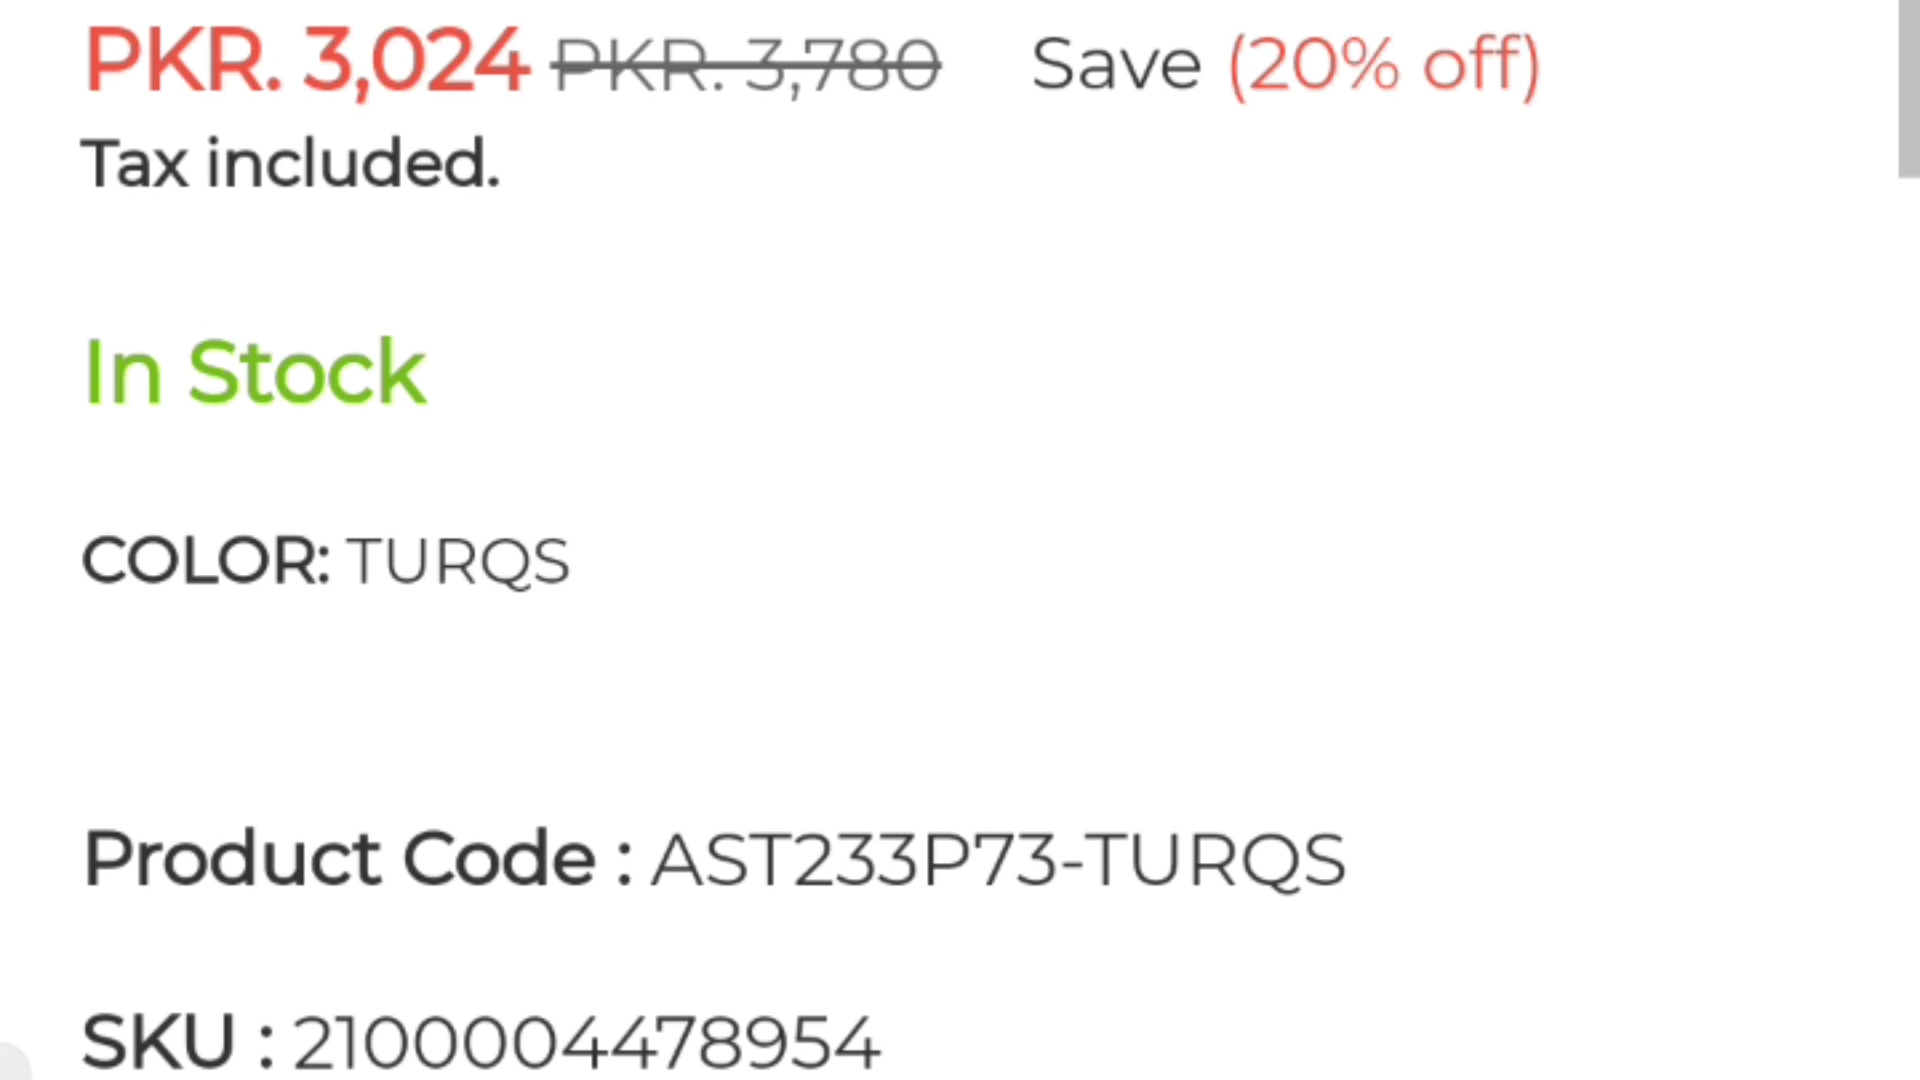 PKR. 3,024 PKR. 3,780 Save (20% off)
Tax included.
In Stock
COLOR: TURQS
Product Code : AST233P73-TURQS
SKU : 2100004478954